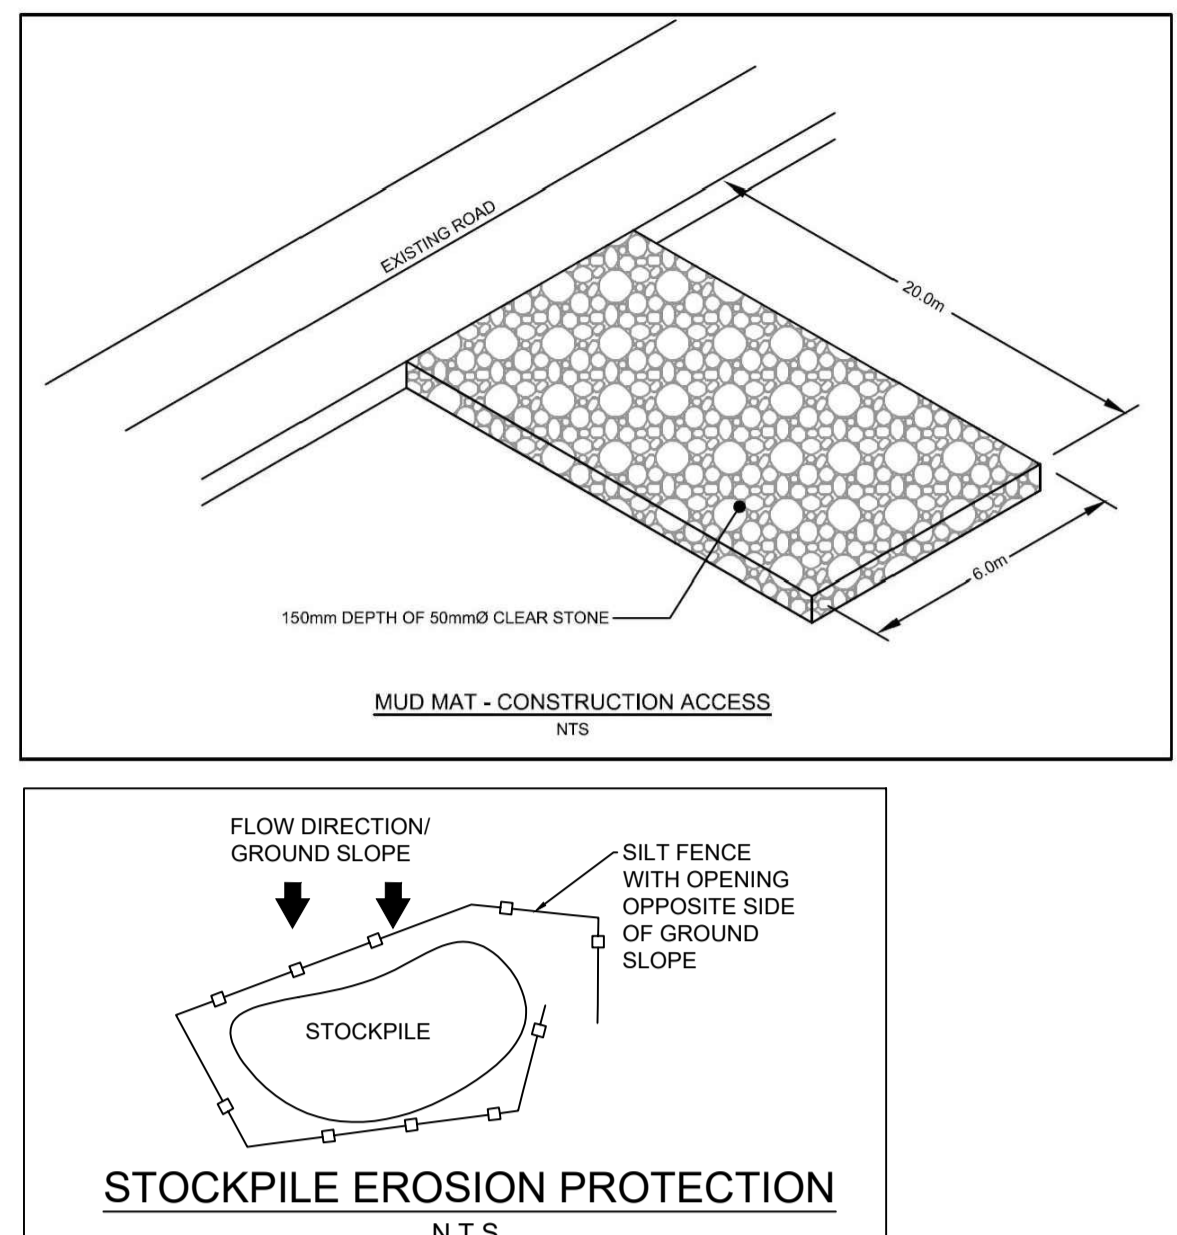 EXISTING ROAD
20.0m
6.0m
150mm DEPTH OF 50mmØ CLEAR STONE
MUD MAT - CONSTRUCTION ACCESS
NTS
FLOW DIRECTION/
GROUND SLOPE
SILT FENCE
WITH OPENING
OPPOSITE SIDE
OF GROUND
SLOPE
STOCKPILE
STOCKPILE EROSION PROTECTION
N.T.S.